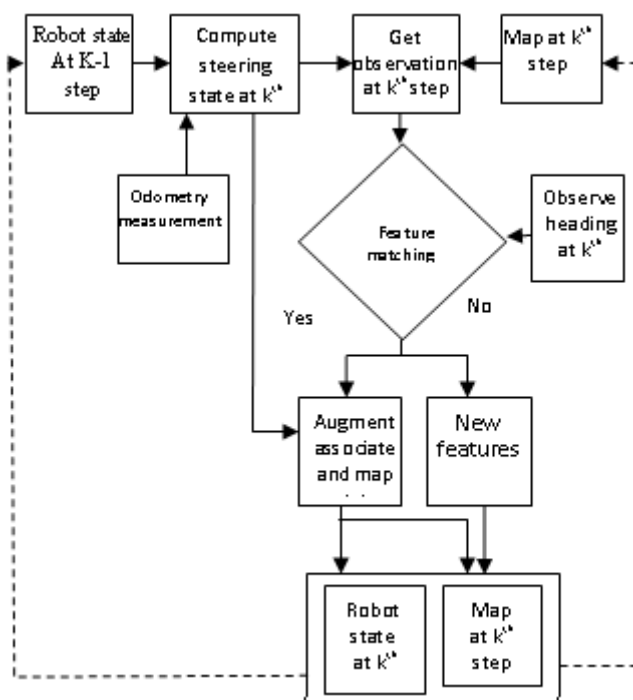 Robot state
At K-1
step
Compute
steering
state at kᵗʰ
Get
observation
at kᵗʰ step
Map at kᵗʰ
step
Odometry
measurement
Feature
matching
Observe
heading
at kᵗʰ
Yes
No
Augment
associate
and map
New
features
Robot
state
at kᵗʰ
Map
at kᵗʰ
step